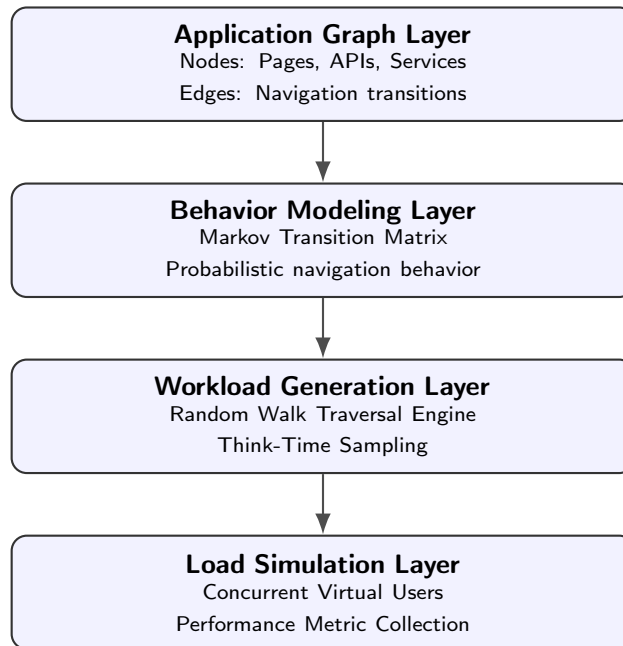 Application Graph Layer
Nodes: Pages, APIs, Services
Edges: Navigation transitions
Behavior Modeling Layer
Markov Transition Matrix
Probabilistic navigation behavior
Workload Generation Layer
Random Walk Traversal Engine
Think-Time Sampling
Load Simulation Layer
Concurrent Virtual Users
Performance Metric Collection